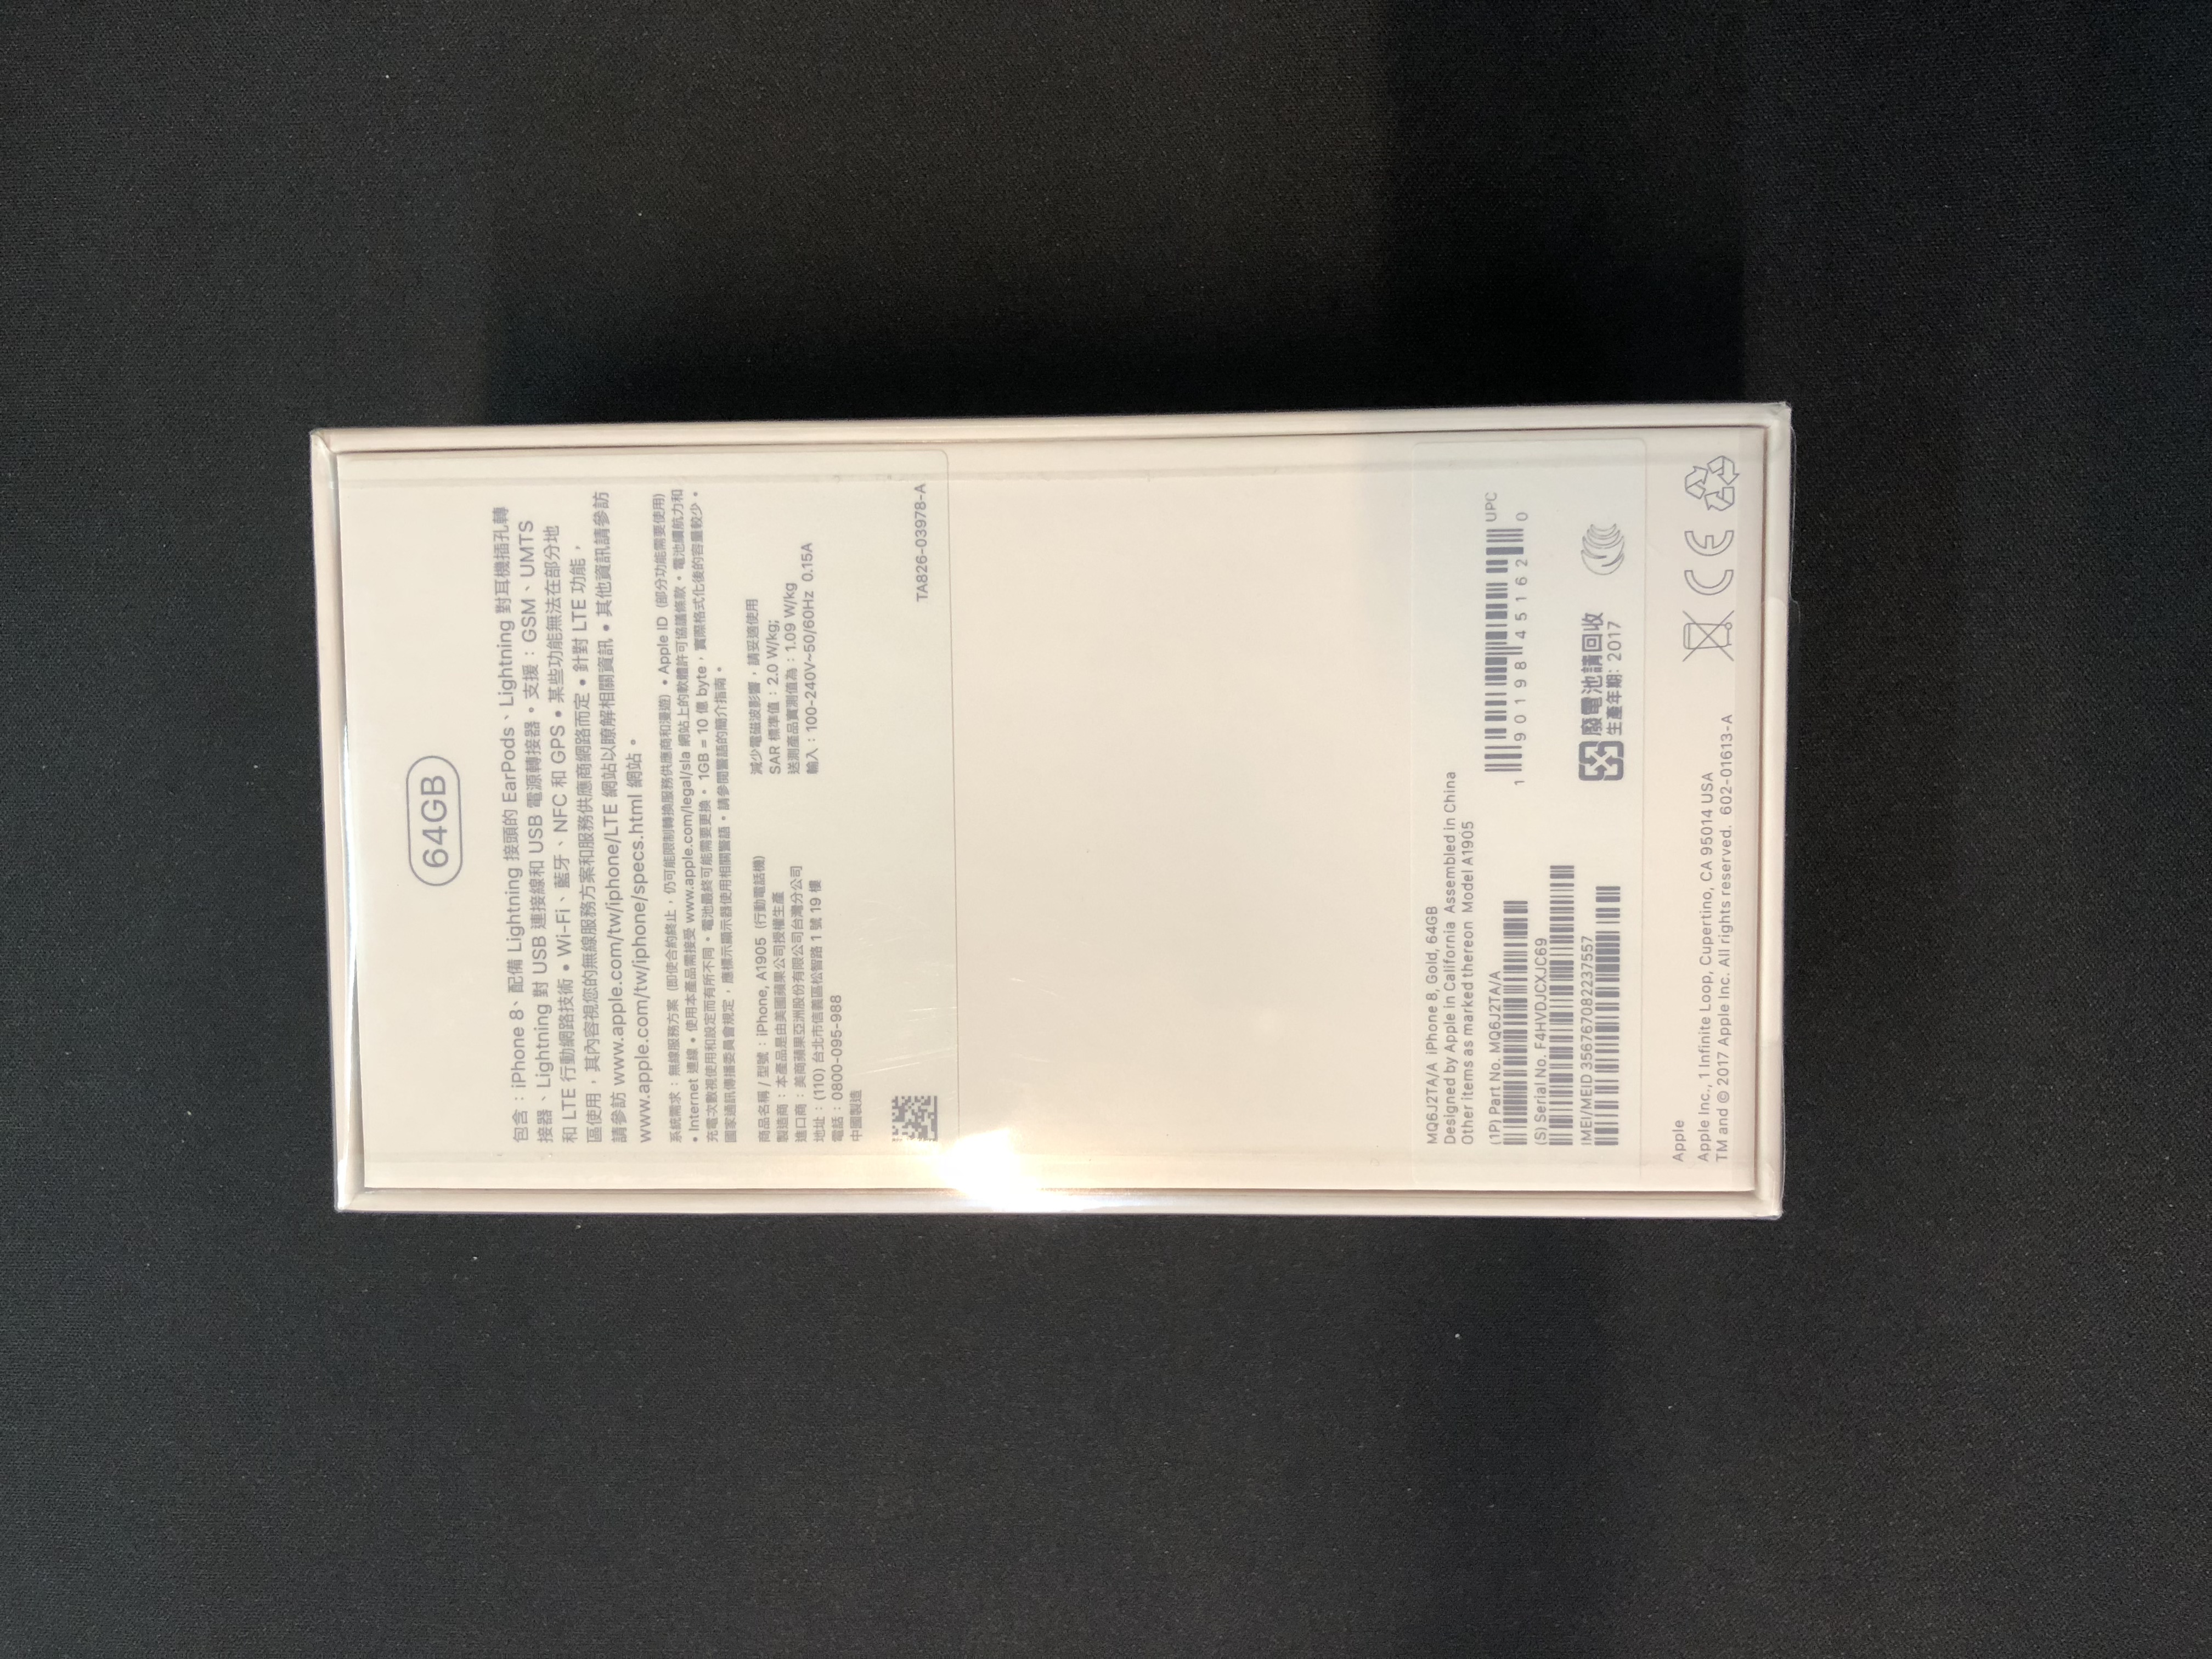 64GB
包含：iPhone 8、配備 Lightning 接頭的 EarPods、Lightning 對耳機插孔轉
接器、Lightning 對 USB 連接線和 USB 電源轉接器。支援：GSM、UMTS
和 LTE 行動網路技術 • Wi-Fi、藍牙、NFC 和 GPS • 某些功能無法在部分地
區使用，其內容視您的無線服務方案和服務供應商網路而定 • 針對 LTE 功能，
請參訪 www.apple.com/tw/iphone/LTE 網站以瞭解相關資訊 • 其他資訊請參訪
www.apple.com/tw/iphone/specs.html 網站。
系統需求：無線服務方案 (即使合約終止，仍可能限制轉換服務供應商和漫遊) • Apple ID (部分功能需要使用)
• Internet 連線 • 使用本產品需接受 www.apple.com/legal/sla 網站上的軟體許可協議條款。電池續航力和
充電次數視使用和設定而有所不同。電池最終可能需要更換。 1GB = 10 億 byte，實際格式化後的容量較少。
國家通訊傳播委員會規定，應標示顯示器使用相關警語。請參閱警語的簡介指南。
商品名稱 / 型號：iPhone, A1905 (行動電話機)
製造商：本產品是由美國蘋果公司授權生產
進口商：美商蘋果亞洲股份有限公司台灣分公司
地址：(110) 台北市信義區松智路 1 號 19 樓
電話：0800-095-988
中國製造
減少電磁波影響，請妥適使用
SAR 標準值：2.0 W/kg;
送測產品實測值為：1.09 W/kg
輸入：100-240V~50/60Hz 0.15A
TA826-03978-A
MQ6J2TA/A iPhone 8, Gold, 64GB
Designed by Apple in California Assembled in China
Other items as marked thereon Model A1905
(1P) Part No. MQ6J2TA/A
(S) Serial No. F4HVDJCXJC69
IMEI/MEID 356767082237557
UPC
1 90198 45162 0
廢電池請回收
生產年期: 2017
Apple
Apple Inc., 1 Infinite Loop, Cupertino, CA 95014 USA
TM and © 2017 Apple Inc. All rights reserved. 602-01613-A
CE